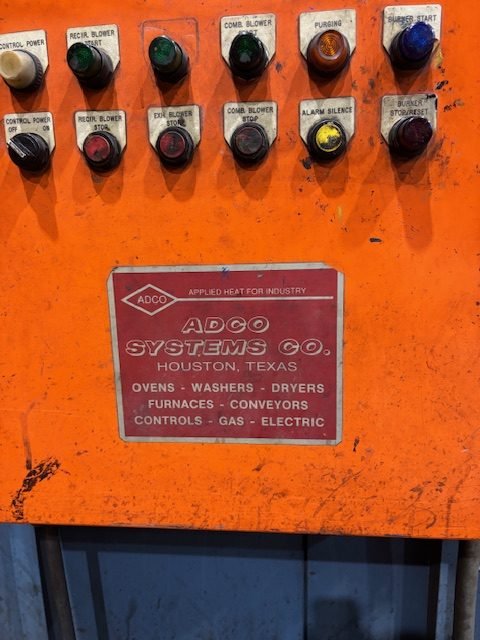 CONTROL POWER
RECIR. BLOWER
START
COMB. BLOWER
PURGING
BURNER START
CONTROL POWER
OFF ON
RECIR. BLOWER
STOP
EXH. BLOWER
STOP
COMB. BLOWER
STOP
ALARM SILENCE
BURNER
STOP/RESET
ADCO
APPLIED HEAT FOR INDUSTRY
ADCO
SYSTEMS CO.
HOUSTON, TEXAS
OVENS - WASHERS - DRYERS
FURNACES - CONVEYORS
CONTROLS - GAS - ELECTRIC